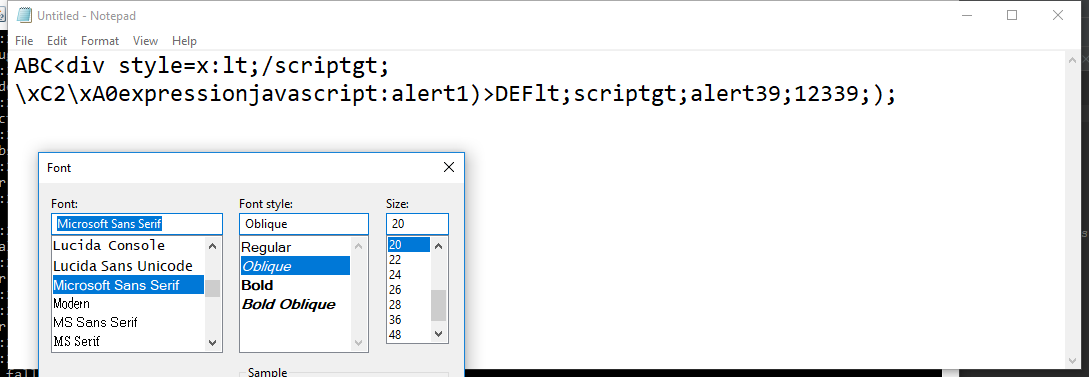 Untitled - Notepad
File Edit Format View Help
ABC<div style=x:lt;/scriptgt;
\xC2\xA0expressionjavascript:alert1)>DEFlt;scriptgt;alert39;12339;);
Font
Font: Font style: Size:
Microsoft Sans Serif Oblique 20
Lucida Console
Lucida Sans Unicode
Microsoft Sans Serif
Modern
MS Sans Serif
MS Serif
Regular
Oblique
Bold
Bold Oblique
20
22
24
26
28
36
48
Sample